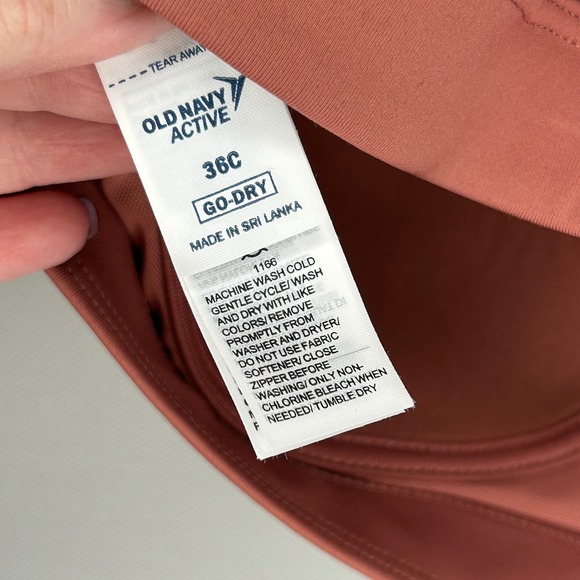 TEAR AWAY
OLD NAVY
ACTIVE
36C
GO-DRY
MADE IN SRI LANKA
1166
MACHINE WASH COLD
GENTLE CYCLE/ WASH
AND DRY WITH LIKE
COLORS/ REMOVE
PROMPTLY FROM
WASHER AND DRYER/
DO NOT USE FABRIC
SOFTENER/ CLOSE
ZIPPER BEFORE
WASHING/ ONLY NON-
CHLORINE BLEACH WHEN
NEEDED/ TUMBLE DRY